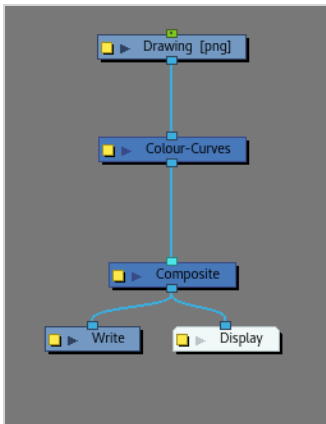 Drawing [png]
Colour-Curves
Composite
Write
Display